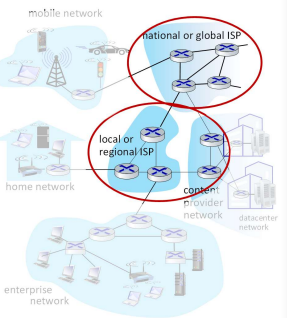 mobile network
national or global ISP
local or
regional ISP
home network
content
provider
network
datacenter
network
enterprise
network